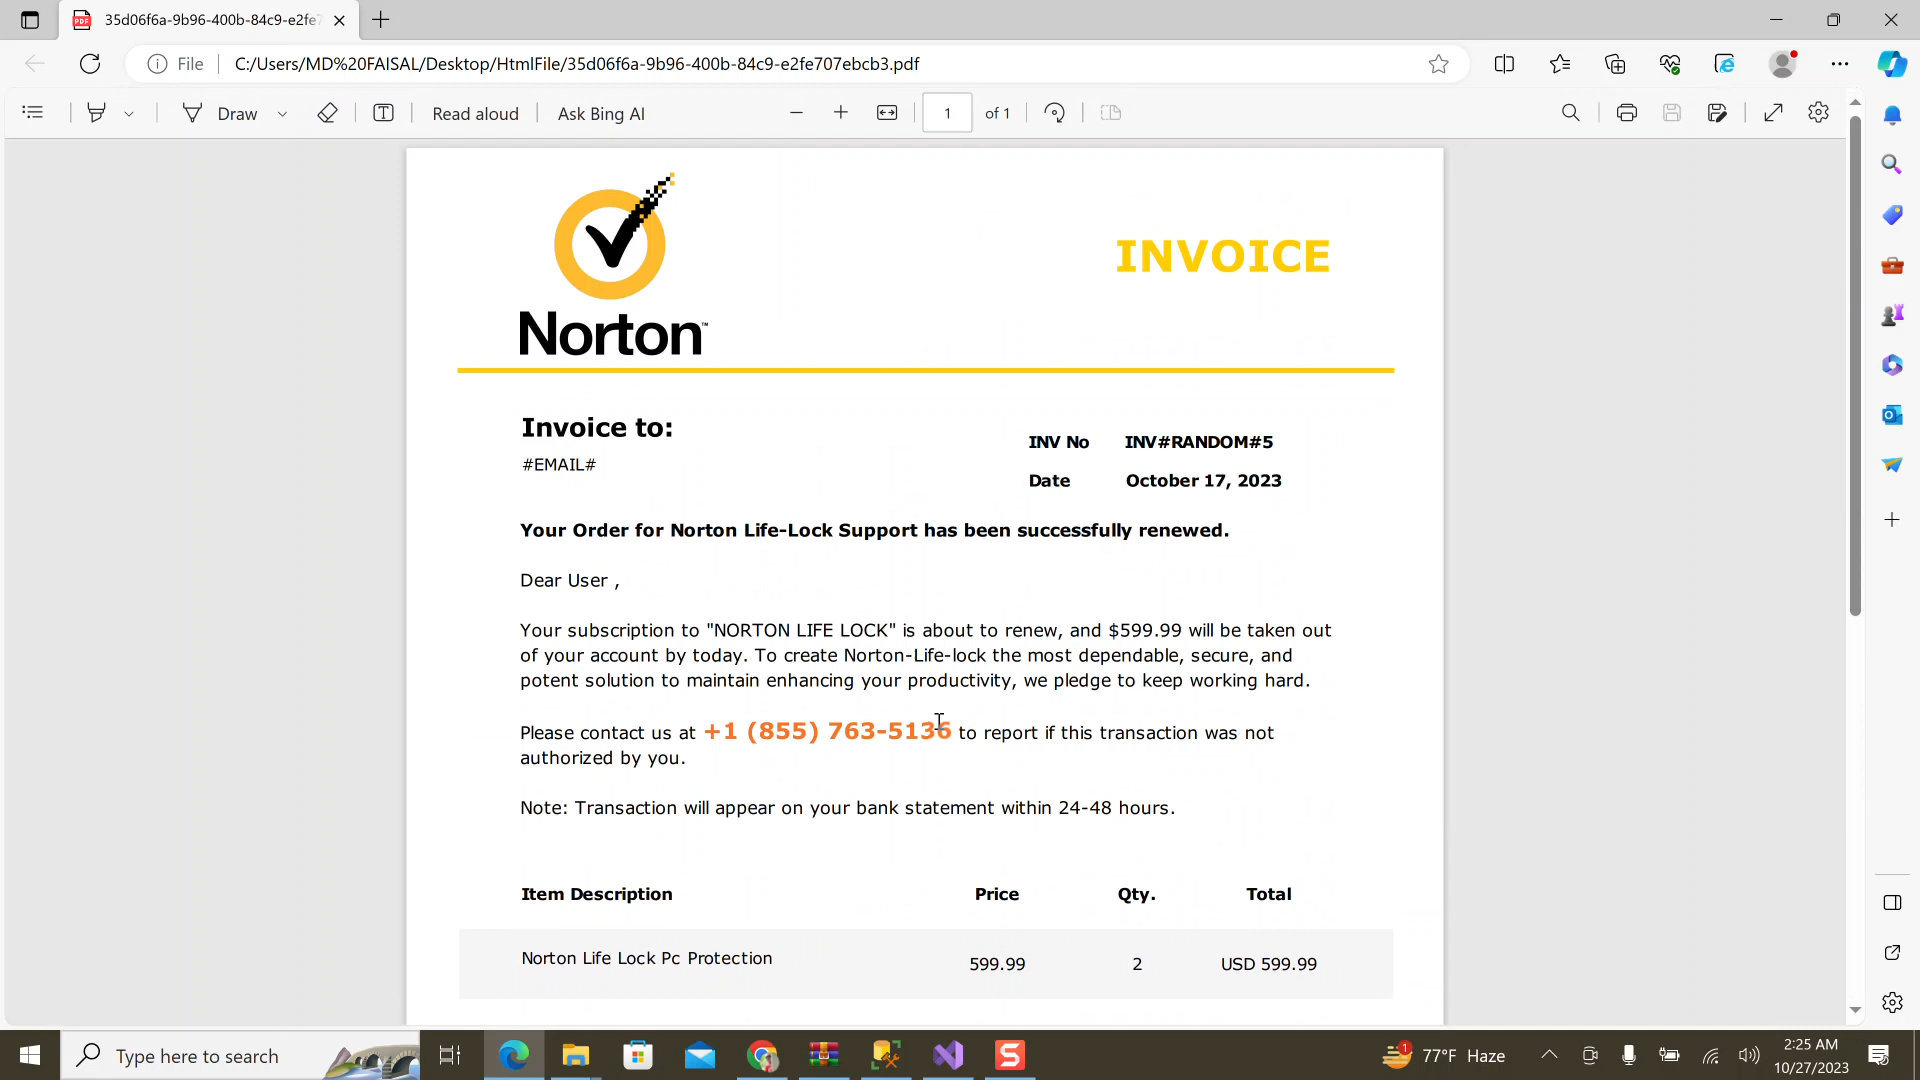 35d06f6a-9b96-400b-84c9-e2fe7
File
C:/Users/MD%20FAISAL/Desktop/HtmlFile/35d06f6a-9b96-400b-84c9-e2fe707ebcb3.pdf
Draw
Read aloud
Ask Bing AI
1 of 1
INVOICE
Norton™
Invoice to:
#EMAIL#
INV No INV#RANDOM#5
Date October 17, 2023
Your Order for Norton Life-Lock Support has been successfully renewed.
Dear User ,
Your subscription to "NORTON LIFE LOCK" is about to renew, and $599.99 will be taken out
of your account by today. To create Norton-Life-lock the most dependable, secure, and
potent solution to maintain enhancing your productivity, we pledge to keep working hard.
Please contact us at +1 (855) 763-5136 to report if this transaction was not
authorized by you.
Note: Transaction will appear on your bank statement within 24-48 hours.
Item Description Price Qty. Total
Norton Life Lock Pc Protection 599.99 2 USD 599.99
Type here to search
1
77°F Haze
2:25 AM
10/27/2023